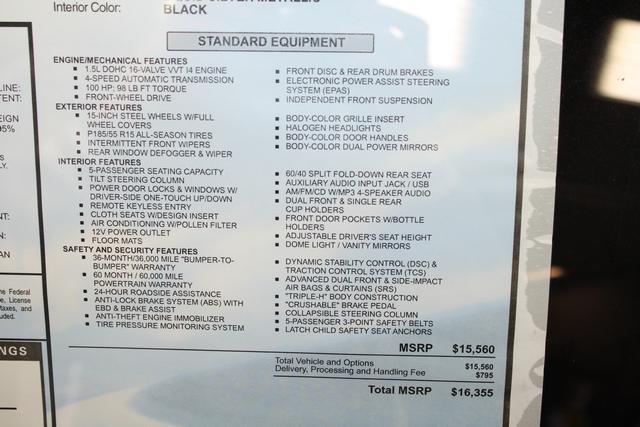 Interior Color: BLACK
STANDARD EQUIPMENT
ENGINE/MECHANICAL FEATURES
1.5L DOHC 16-VALVE VVT I4 ENGINE
4-SPEED AUTOMATIC TRANSMISSION
100 HP; 98 LB FT TORQUE
FRONT-WHEEL DRIVE
FRONT DISC & REAR DRUM BRAKES
ELECTRONIC POWER ASSIST STEERING
SYSTEM (EPAS)
INDEPENDENT FRONT SUSPENSION
EXTERIOR FEATURES
15-INCH STEEL WHEELS W/FULL
WHEEL COVERS
P185/55 R15 ALL-SEASON TIRES
INTERMITTENT FRONT WIPERS
REAR WINDOW DEFOGGER & WIPER
BODY-COLOR GRILLE INSERT
HALOGEN HEADLIGHTS
BODY-COLOR DOOR HANDLES
BODY-COLOR DUAL POWER MIRRORS
INTERIOR FEATURES
5-PASSENGER SEATING CAPACITY
TILT STEERING COLUMN
POWER DOOR LOCKS & WINDOWS W/
DRIVER-SIDE ONE-TOUCH UP/DOWN
REMOTE KEYLESS ENTRY
CLOTH SEATS W/DESIGN INSERT
AIR CONDITIONING W/POLLEN FILTER
12V POWER OUTLET
FLOOR MATS
60/40 SPLIT FOLD-DOWN REAR SEAT
AUXILIARY AUDIO INPUT JACK / USB
AM/FM/CD W/MP3 4-SPEAKER AUDIO
DUAL FRONT & SINGLE REAR
CUP HOLDERS
FRONT DOOR POCKETS W/BOTTLE
HOLDERS
ADJUSTABLE DRIVER'S SEAT HEIGHT
DOME LIGHT / VANITY MIRRORS
SAFETY AND SECURITY FEATURES
36-MONTH/36,000 MILE "BUMPER-TO-
BUMPER" WARRANTY
60 MONTH / 60,000 MILE
POWERTRAIN WARRANTY
24-HOUR ROADSIDE ASSISTANCE
ANTI-LOCK BRAKE SYSTEM (ABS) WITH
EBD & BRAKE ASSIST
ANTI-THEFT ENGINE IMMOBILIZER
TIRE PRESSURE MONITORING SYSTEM
DYNAMIC STABILITY CONTROL (DSC) &
TRACTION CONTROL SYSTEM (TCS)
ADVANCED DUAL FRONT & SIDE-IMPACT
AIR BAGS & CURTAINS (SRS)
"TRIPLE-H" BODY CONSTRUCTION
"CRUSHABLE" BRAKE PEDAL
COLLAPSIBLE STEERING COLUMN
5-PASSENGER 3-POINT SAFETY BELTS
LATCH CHILD SAFETY SEAT ANCHORS
MSRP $15,560
Total Vehicle and Options $15,560
Delivery, Processing and Handling Fee $795
Total MSRP $16,355